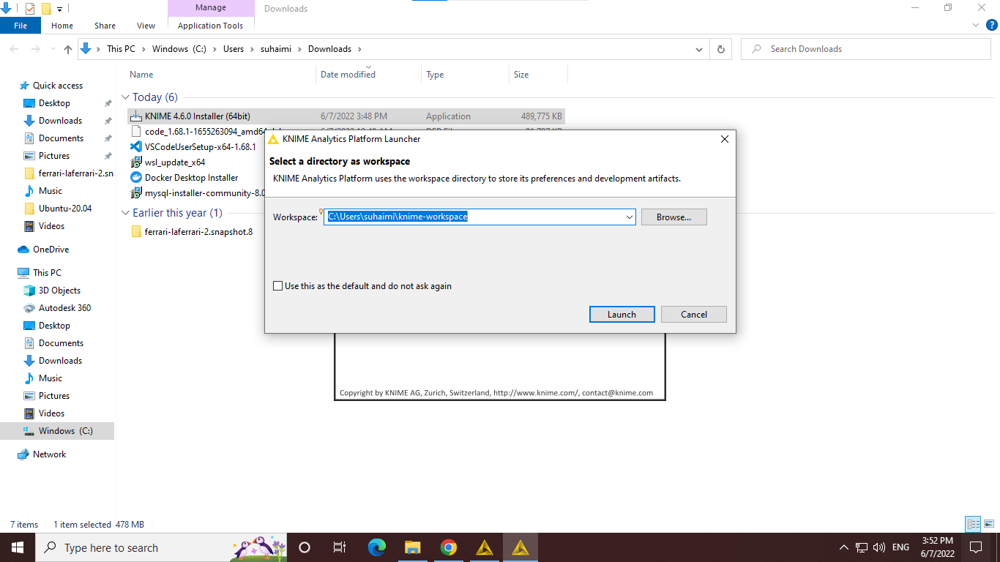 Manage
Downloads
File
Home
Share
View
Application Tools
This PC
Windows (C:)
Users
suhaimi
Downloads
Search Downloads
Name
Date modified
Type
Size
Quick access
Desktop
Downloads
Documents
Pictures
ferrari-laferrari-2.sn
Music
Ubuntu-20.04
Videos
OneDrive
This PC
3D Objects
Autodesk 360
Desktop
Documents
Downloads
Music
Pictures
Videos
Windows (C:)
Network
Today (6)
KNIME 4.6.0 Installer (64bit) 6/7/2022 3:48 PM Application 489,775 KB
code_1.68.1-1655263094_amd64
VSCodeUserSetup-x64-1.68.1
wsl_update_x64
Docker Desktop Installer
mysql-installer-community-8.0
Earlier this year (1)
ferrari-laferrari-2.snapshot.8
KNIME Analytics Platform Launcher
Select a directory as workspace
KNIME Analytics Platform uses the workspace directory to store its preferences and development artifacts.
Workspace: C:\Users\suhaimi\knime-workspace Browse...
Use this as the default and do not ask again
Launch Cancel
Copyright by KNIME AG, Zurich, Switzerland, http://www.knime.com/, contact@knime.com
7 items 1 item selected 478 MB
Type here to search
ENG
3:52 PM
6/7/2022